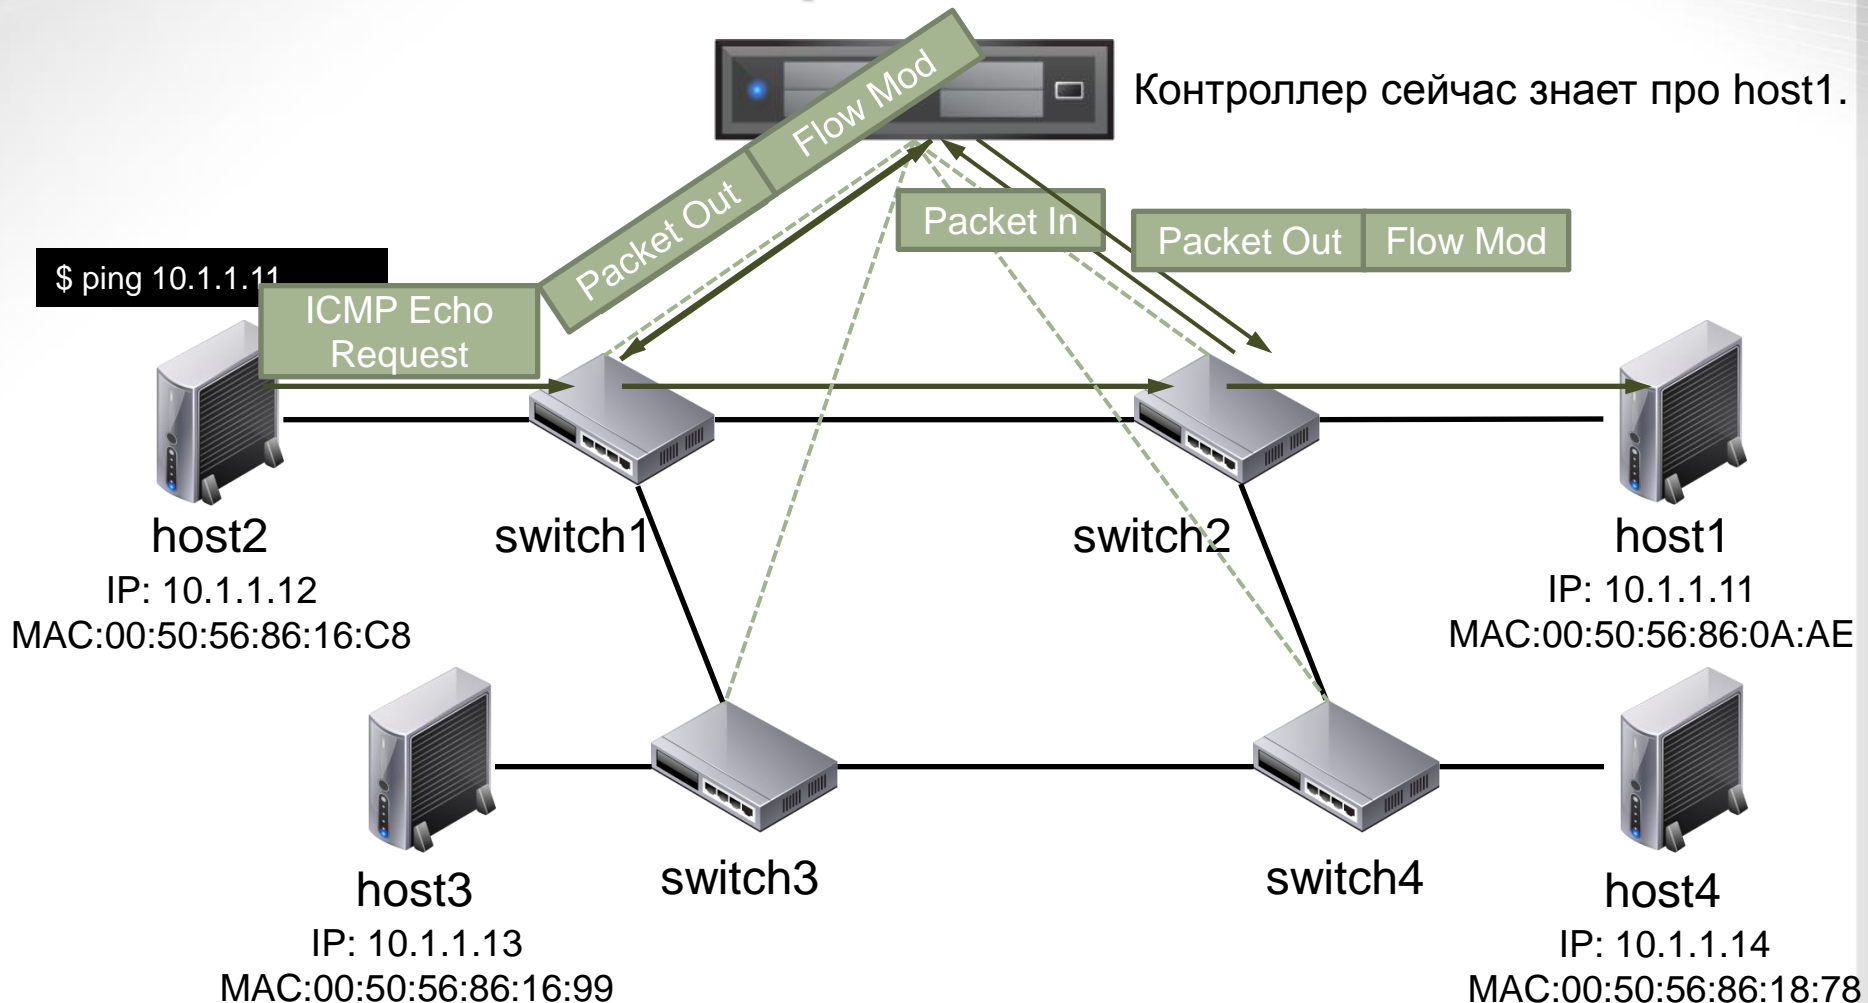 Контроллер сейчас знает про host1.
Flow Mod
Packet Out
Packet In
Packet Out
Flow Mod
$ ping 10.1.1.11
ICMP Echo
Request
host2
IP: 10.1.1.12
MAC:00:50:56:86:16:C8
switch1
switch2
host1
IP: 10.1.1.11
MAC:00:50:56:86:0A:AE
host3
IP: 10.1.1.13
MAC:00:50:56:86:16:99
switch3
switch4
host4
IP: 10.1.1.14
MAC:00:50:56:86:18:78